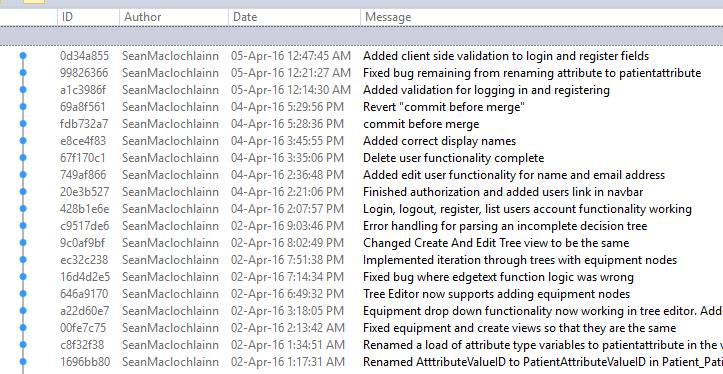 ID Author Date Message
0d34a855 SeanMaclochlainn 05-Apr-16 12:47:45 AM Added client side validation to login and register fields
99826366 SeanMaclochlainn 05-Apr-16 12:21:27 AM Fixed bug remaining from renaming attribute to patientattribute
a1c3986f SeanMaclochlainn 05-Apr-16 12:14:30 AM Added validation for logging in and registering
69a8f561 SeanMaclochlainn 04-Apr-16 5:29:56 PM Revert "commit before merge"
fdb732a7 SeanMaclochlainn 04-Apr-16 5:28:36 PM commit before merge
e8ce4f83 SeanMaclochlainn 04-Apr-16 3:45:55 PM Added correct display names
67f170c1 SeanMaclochlainn 04-Apr-16 3:35:06 PM Delete user functionality complete
749af866 SeanMaclochlainn 04-Apr-16 2:36:48 PM Added edit user functionality for name and email address
20e3b527 SeanMaclochlainn 04-Apr-16 2:21:06 PM Finished authorization and added users link in navbar
428b1e6e SeanMaclochlainn 04-Apr-16 2:07:57 PM Login, logout, register, list users account functionality working
c9517de6 SeanMaclochlainn 02-Apr-16 9:03:46 PM Error handling for parsing an incomplete decision tree
9c0af9bf SeanMaclochlainn 02-Apr-16 8:02:49 PM Changed Create And Edit Tree view to be the same
ec32c238 SeanMaclochlainn 02-Apr-16 7:51:38 PM Implemented iteration through trees with equipment nodes
16d4d2e5 SeanMaclochlainn 02-Apr-16 7:14:34 PM Fixed bug where edgetext function logic was wrong
646a9170 SeanMaclochlainn 02-Apr-16 6:49:32 PM Tree Editor now supports adding equipment nodes
a22d60e7 SeanMaclochlainn 02-Apr-16 3:18:05 PM Equipment drop down functionality now working in tree editor. Adde
00fe7c75 SeanMaclochlainn 02-Apr-16 2:13:42 AM Fixed equipment and create views so that they are the same
c8f32f38 SeanMaclochlainn 02-Apr-16 1:34:51 AM Renamed a load of attribute type variables to patientattribute in the v
1696bb80 SeanMaclochlainn 02-Apr-16 1:17:31 AM Renamed AtttributeValueID to PatientAttributeValueID in Patient_Pati